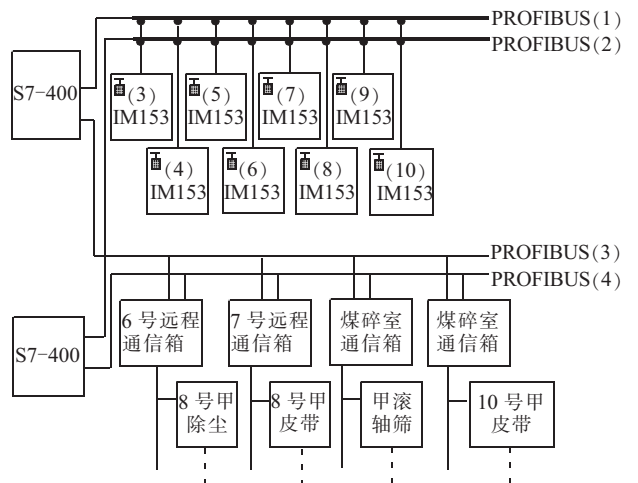 PROFIBUS(1)
PROFIBUS(2)
S7-400
(3)
IM153
(5)
IM153
(7)
IM153
(9)
IM153
(4)
IM153
(6)
IM153
(8)
IM153
(10)
IM153
PROFIBUS(3)
PROFIBUS(4)
S7-400
6号远程
通信箱
7号远程
通信箱
煤碎室
通信箱
煤碎室
通信箱
8号甲
除尘
8号甲
皮带
甲滚
轴筛
10号甲
皮带